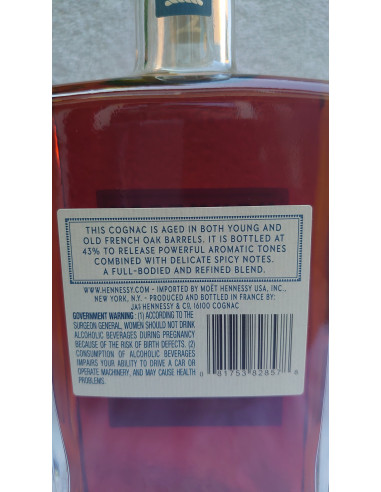 THIS COGNAC IS AGED IN BOTH YOUNG AND
OLD FRENCH OAK BARRELS. IT IS BOTTLED AT
43% TO RELEASE POWERFUL AROMATIC TONES
COMBINED WITH DELICATE SPICY NOTES.
A FULL-BODIED AND REFINED BLEND.
WWW.HENNESSY.COM - IMPORTED BY MOËT HENNESSY USA, INC.,
NEW YORK, N.Y. - PRODUCED AND BOTTLED IN FRANCE BY:
JAS HENNESSY & CO, 16100 COGNAC
GOVERNMENT WARNING: (1) ACCORDING TO THE
SURGEON GENERAL, WOMEN SHOULD NOT DRINK
ALCOHOLIC BEVERAGES DURING PREGNANCY
BECAUSE OF THE RISK OF BIRTH DEFECTS. (2)
CONSUMPTION OF ALCOHOLIC BEVERAGES
IMPAIRS YOUR ABILITY TO DRIVE A CAR OR
OPERATE MACHINERY, AND MAY CAUSE HEALTH
PROBLEMS.
0 81753 82857 8